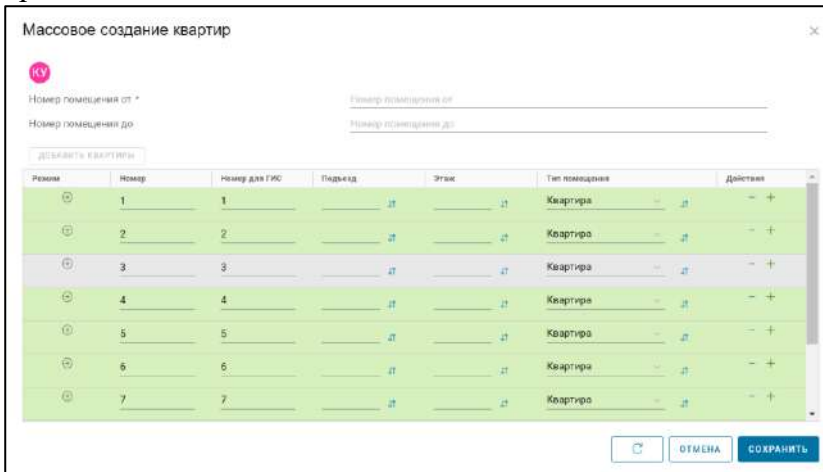 Массовое создание квартир
КУ
Номер помещения от * Номер помещения от
Номер помещения до Номер помещения до
ДОБАВИТЬ КВАРТИРЫ
Режим Номер Номер для ГИС Подъезд Этаж Тип помещения Действия
1 1 Квартира - +
2 2 Квартира - +
3 3 Квартира - +
4 4 Квартира - +
5 5 Квартира - +
6 6 Квартира - +
7 7 Квартира - +
ОТМЕНА СОХРАНИТЬ